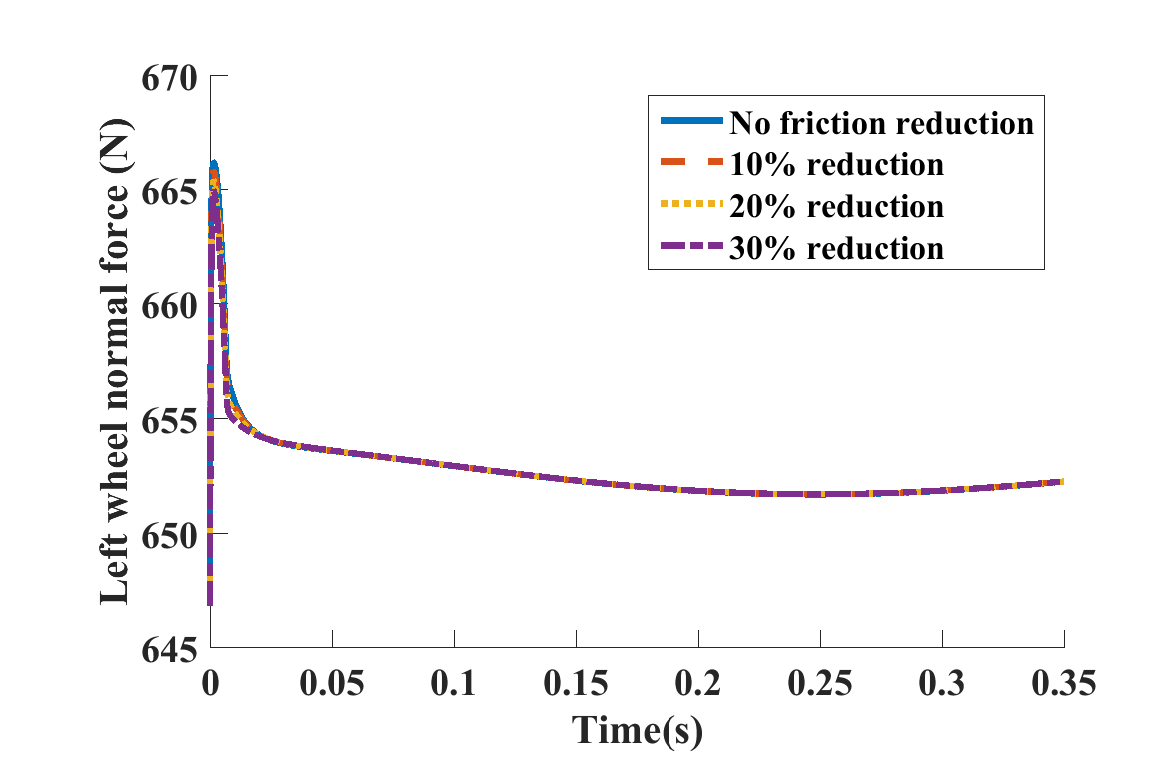 670
665
660
655
650
645
Left wheel normal force (N)
No friction reduction
10% reduction
20% reduction
30% reduction
0 0.05 0.1 0.15 0.2 0.25 0.3 0.35
Time(s)